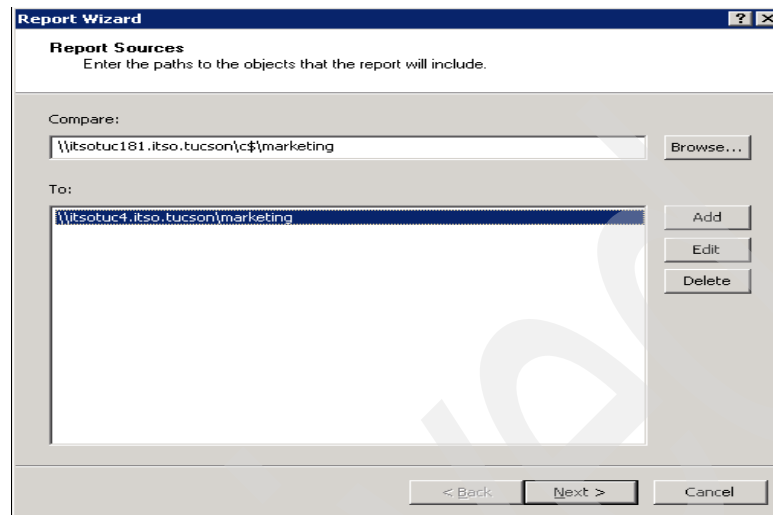 Report Wizard
Report Sources
Enter the paths to the objects that the report will include.
Compare:
\\itsotuc181.itso.tucson\c$\marketing
Browse...
To:
\\itsotuc4.itso.tucson\marketing
Add
Edit
Delete
< Back
Next >
Cancel